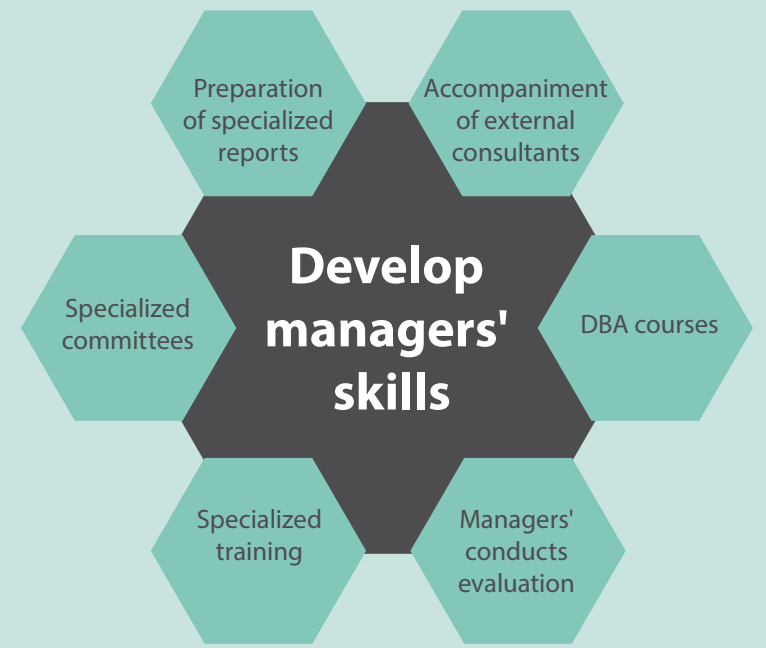 Preparation
of specialized
reports
Accompaniment
of external
consultants
Specialized
committees
Develop
managers'
skills
DBA courses
Specialized
training
Managers'
conducts
evaluation